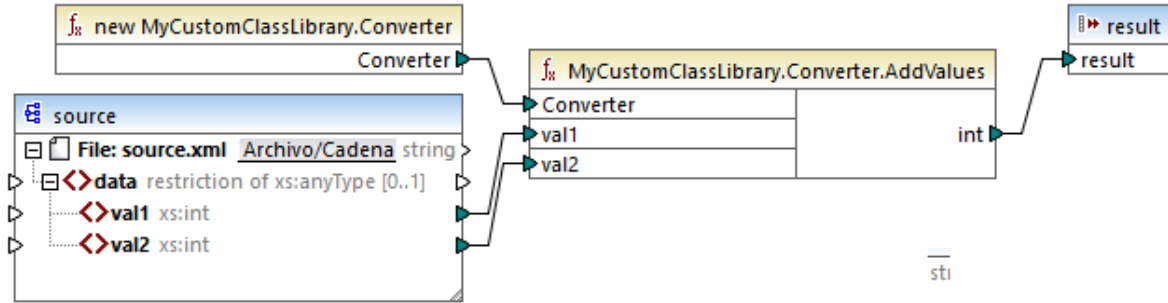 new MyCustomClassLibrary.Converter
Converter
result
result
MyCustomClassLibrary.Converter.AddValues
Converter
val1
int
val2
source
File: source.xml Archivo/Cadena string
data restriction of xs:anyType [0..1]
val1 xs:int
val2 xs:int